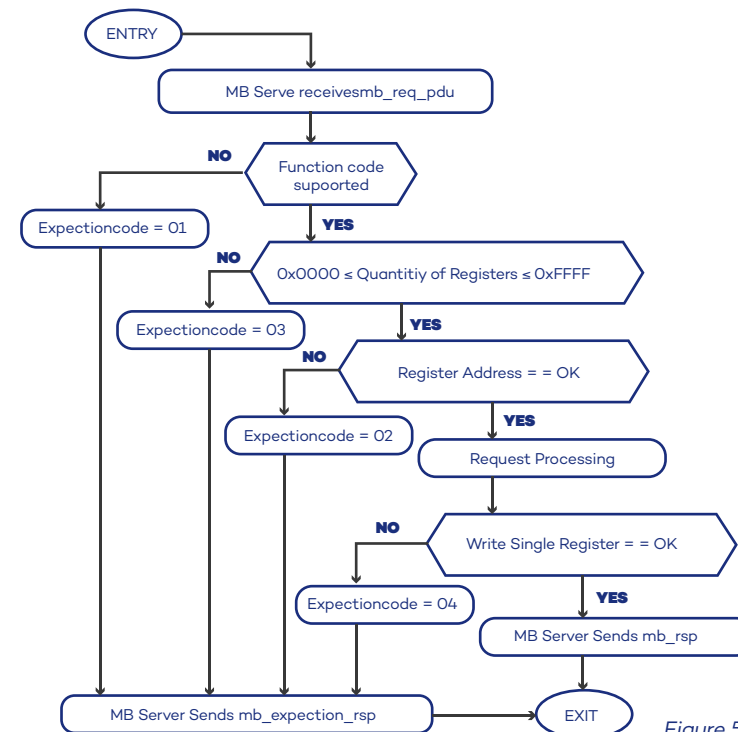 ENTRY
MB Serve receivesmb_req_pdu
NO
Function code
supoorted
Expectioncode = 01
YES
NO
0x0000 ≤ Quantitiy of Registers ≤ 0xFFFF
Expectioncode = 03
YES
NO
Register Address = = OK
Expectioncode = 02
YES
Request Processing
NO
Write Single Register = = OK
Expectioncode = 04
YES
MB Server Sends mb_rsp
MB Server Sends mb_expection_rsp
EXIT
Figure 5